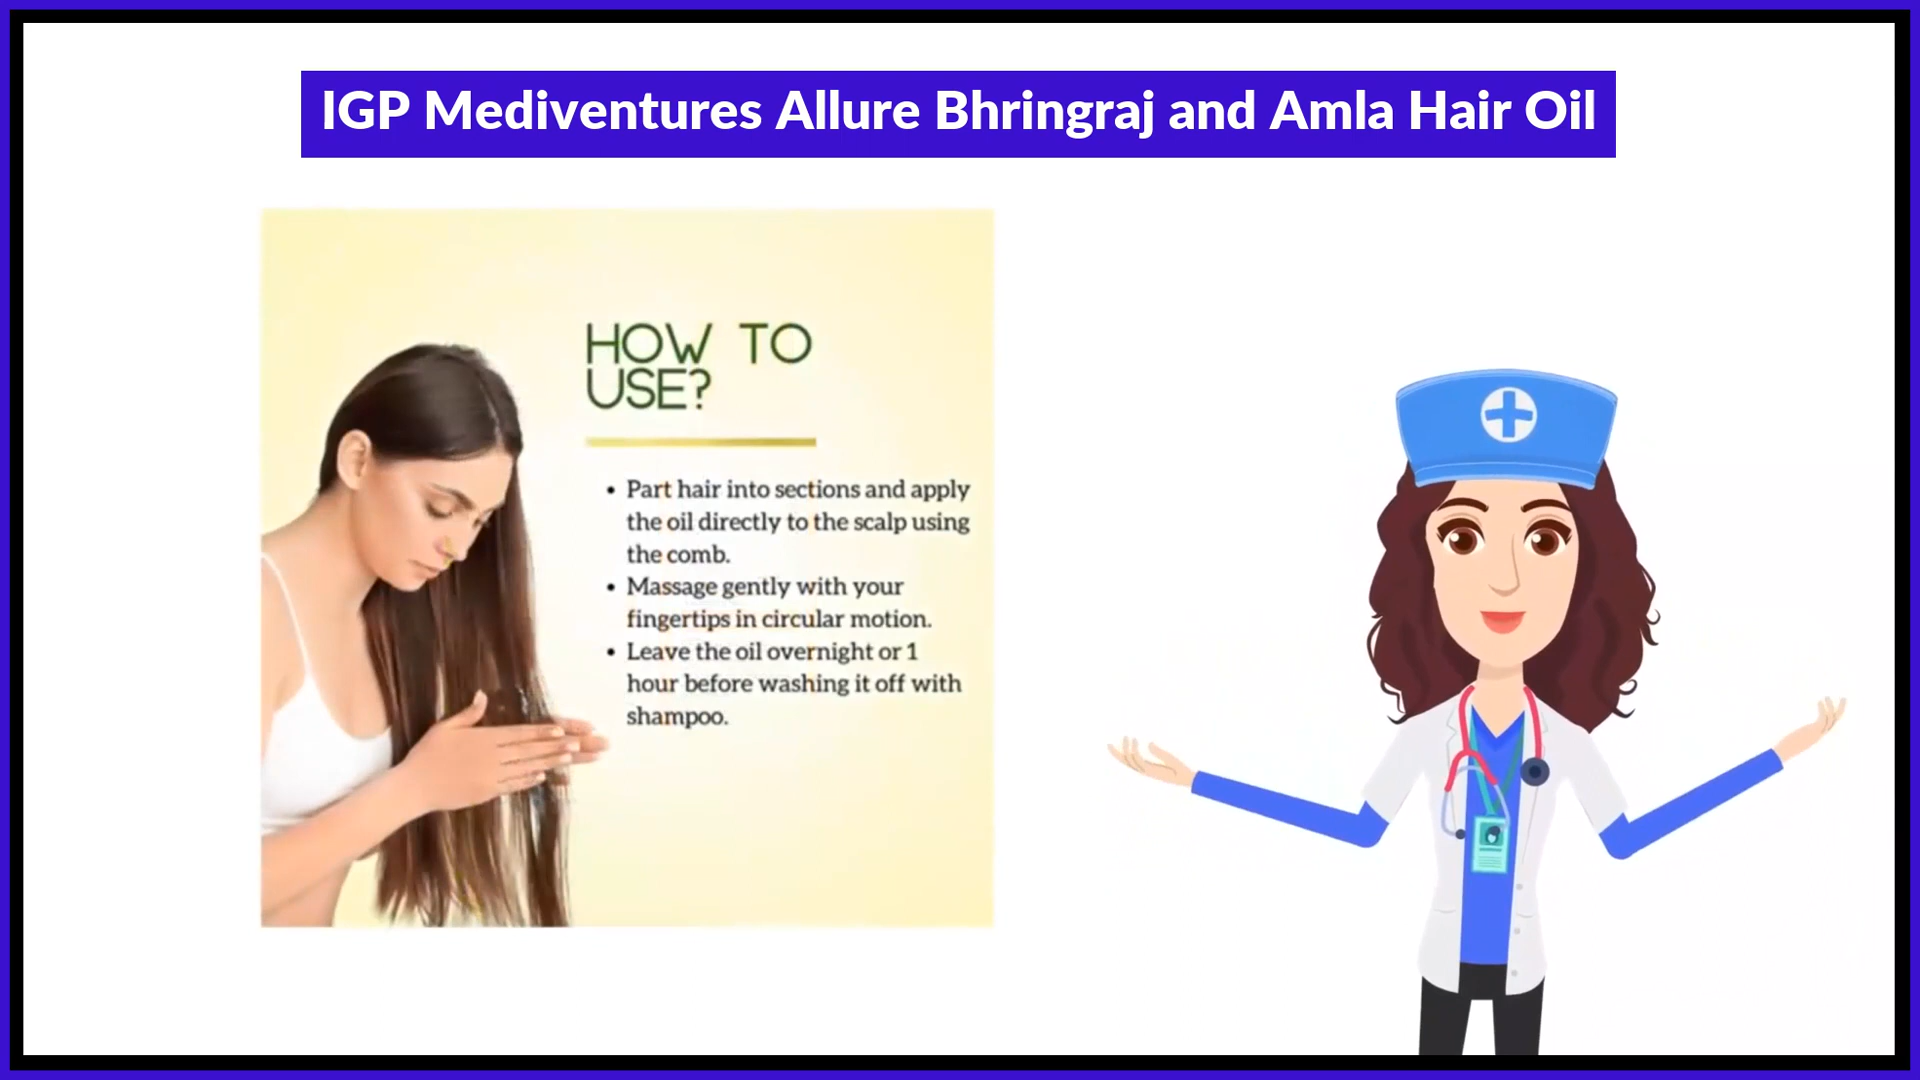 IGP Mediventures Allure Bhringraj and Amla Hair Oil
HOW TO
USE?
• Part hair into sections and apply
the oil directly to the scalp using
the comb.
• Massage gently with your
fingertips in circular motion.
• Leave the oil overnight or 1
hour before washing it off with
shampoo.